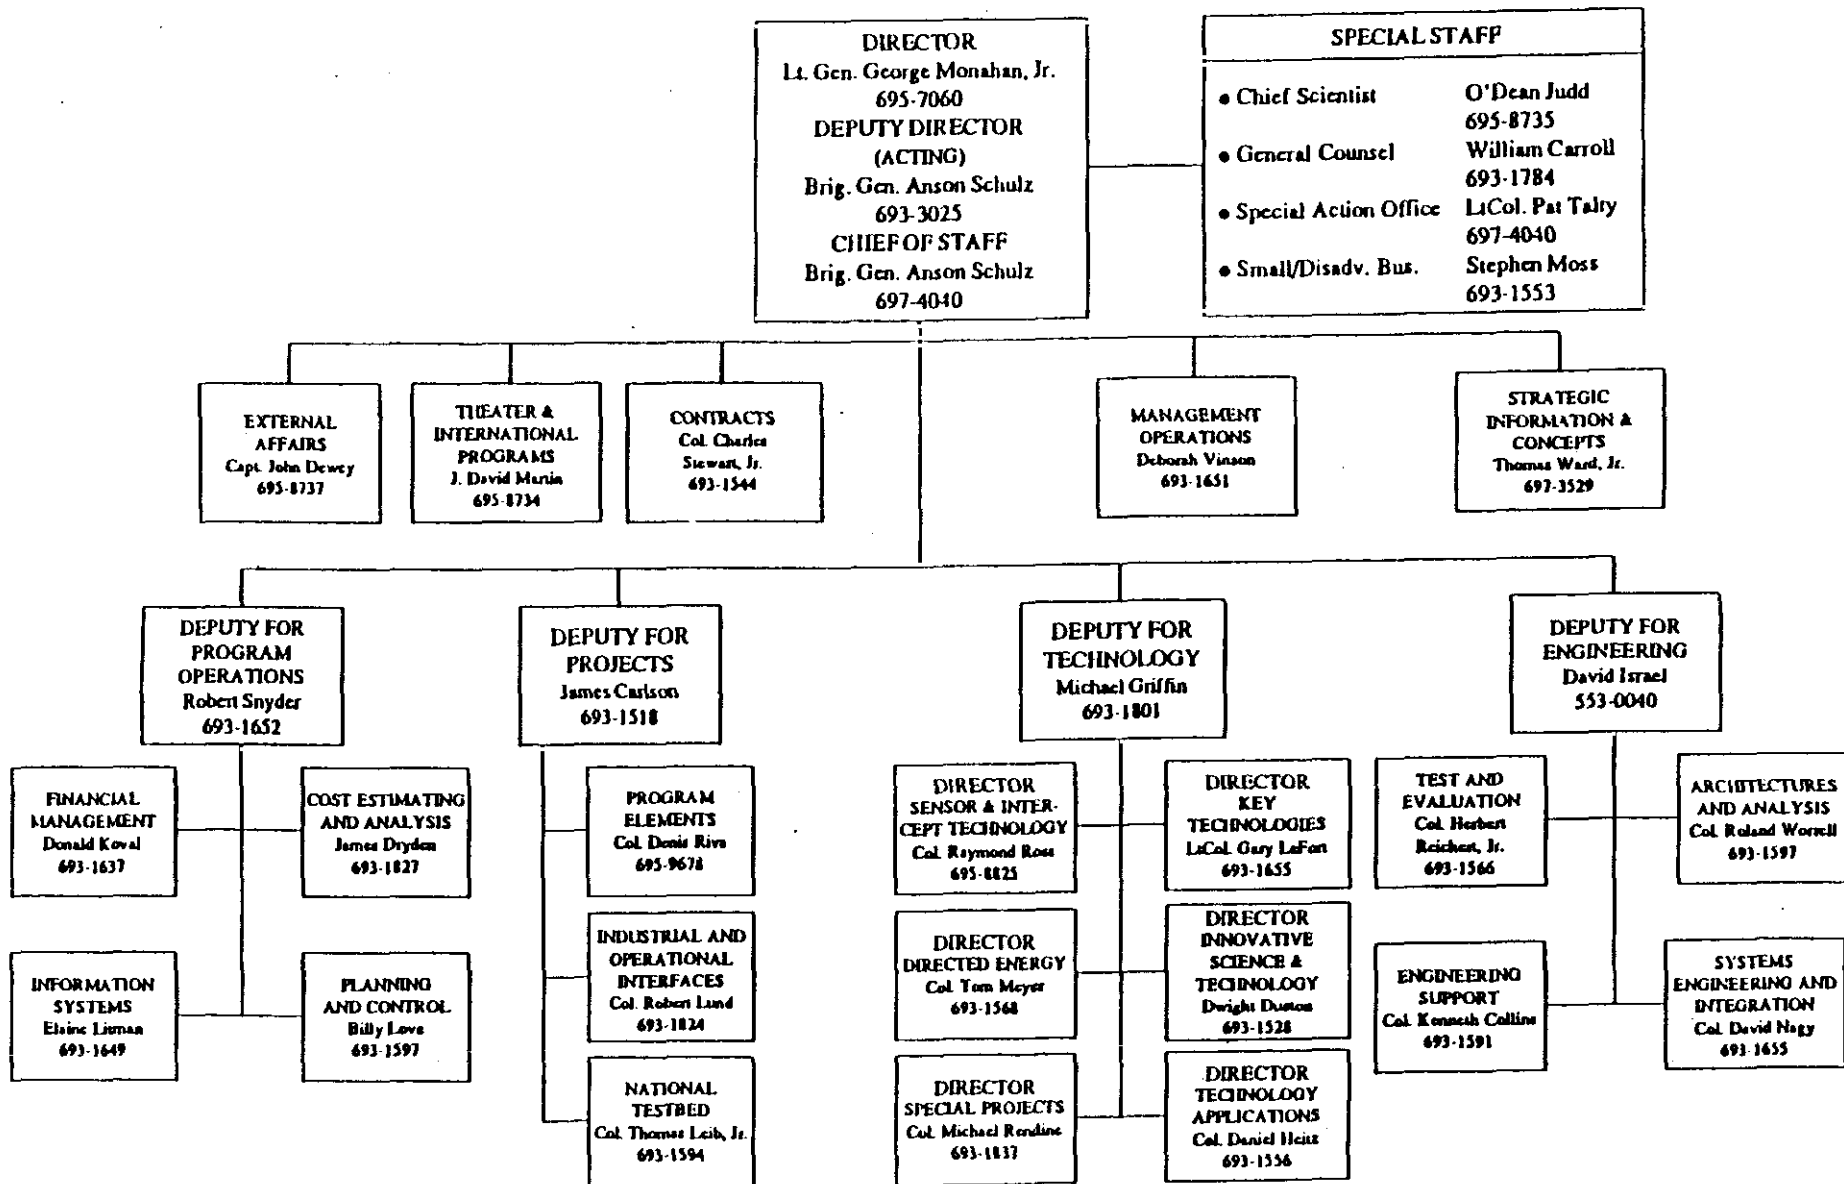 DIRECTOR
Lt. Gen. George Monahan, Jr.
695-7060
DEPUTY DIRECTOR
(ACTING)
Brig. Gen. Anson Schulz
693-3025
CHIEF OF STAFF
Brig. Gen. Anson Schulz
697-4040
SPECIAL STAFF
• Chief Scientist O'Dean Judd
695-8735
• General Counsel William Carroll
693-1784
• Special Action Office LtCol. Pat Talty
697-4040
• Small/Disadv. Bus. Stephen Moss
693-1553
EXTERNAL
AFFAIRS
Capt. John Dewey
695-8737
THEATER &
INTERNATIONAL
PROGRAMS
J. David Martin
695-8734
CONTRACTS
Col. Charles
Stewart, Jr.
693-1544
MANAGEMENT
OPERATIONS
Deborah Vinson
693-1651
STRATEGIC
INFORMATION &
CONCEPTS
Thomas Ward, Jr.
697-3529
DEPUTY FOR
PROGRAM
OPERATIONS
Robert Snyder
693-1652
DEPUTY FOR
PROJECTS
James Carlson
693-1518
DEPUTY FOR
TECHNOLOGY
Michael Griffin
693-1801
DEPUTY FOR
ENGINEERING
David Israel
553-0040
FINANCIAL
MANAGEMENT
Donald Koval
693-1637
COST ESTIMATING
AND ANALYSIS
James Dryden
693-1827
INFORMATION
SYSTEMS
Elaine Litman
693-1649
PLANNING
AND CONTROL
Billy Love
693-1597
PROGRAM
ELEMENTS
Col. Denis Riva
695-9678
INDUSTRIAL AND
OPERATIONAL
INTERFACES
Col. Robert Lund
693-1824
NATIONAL
TESTBED
Col. Thomas Leib, Jr.
693-1594
DIRECTOR
SENSOR & INTER-
CEPT TECHNOLOGY
Col. Raymond Ross
695-8825
DIRECTOR
KEY
TECHNOLOGIES
LtCol. Gary LeFort
693-1655
DIRECTOR
DIRECTED ENERGY
Col. Tom Meyer
693-1568
DIRECTOR
INNOVATIVE
SCIENCE &
TECHNOLOGY
Dwight Duston
693-1528
DIRECTOR
SPECIAL PROJECTS
Col. Michael Rendine
693-1837
DIRECTOR
TECHNOLOGY
APPLICATIONS
Col. Daniel
693-1556
TEST AND
EVALUATION
Col. Herbert
Reichert, Jr.
693-1566
ARCHITECTURES
AND ANALYSIS
Col. Roland Worrell
693-1597
ENGINEERING
SUPPORT
Col. Kenneth Collins
693-1591
SYSTEMS
ENGINEERING AND
INTEGRATION
Col. David Nagy
693-1655